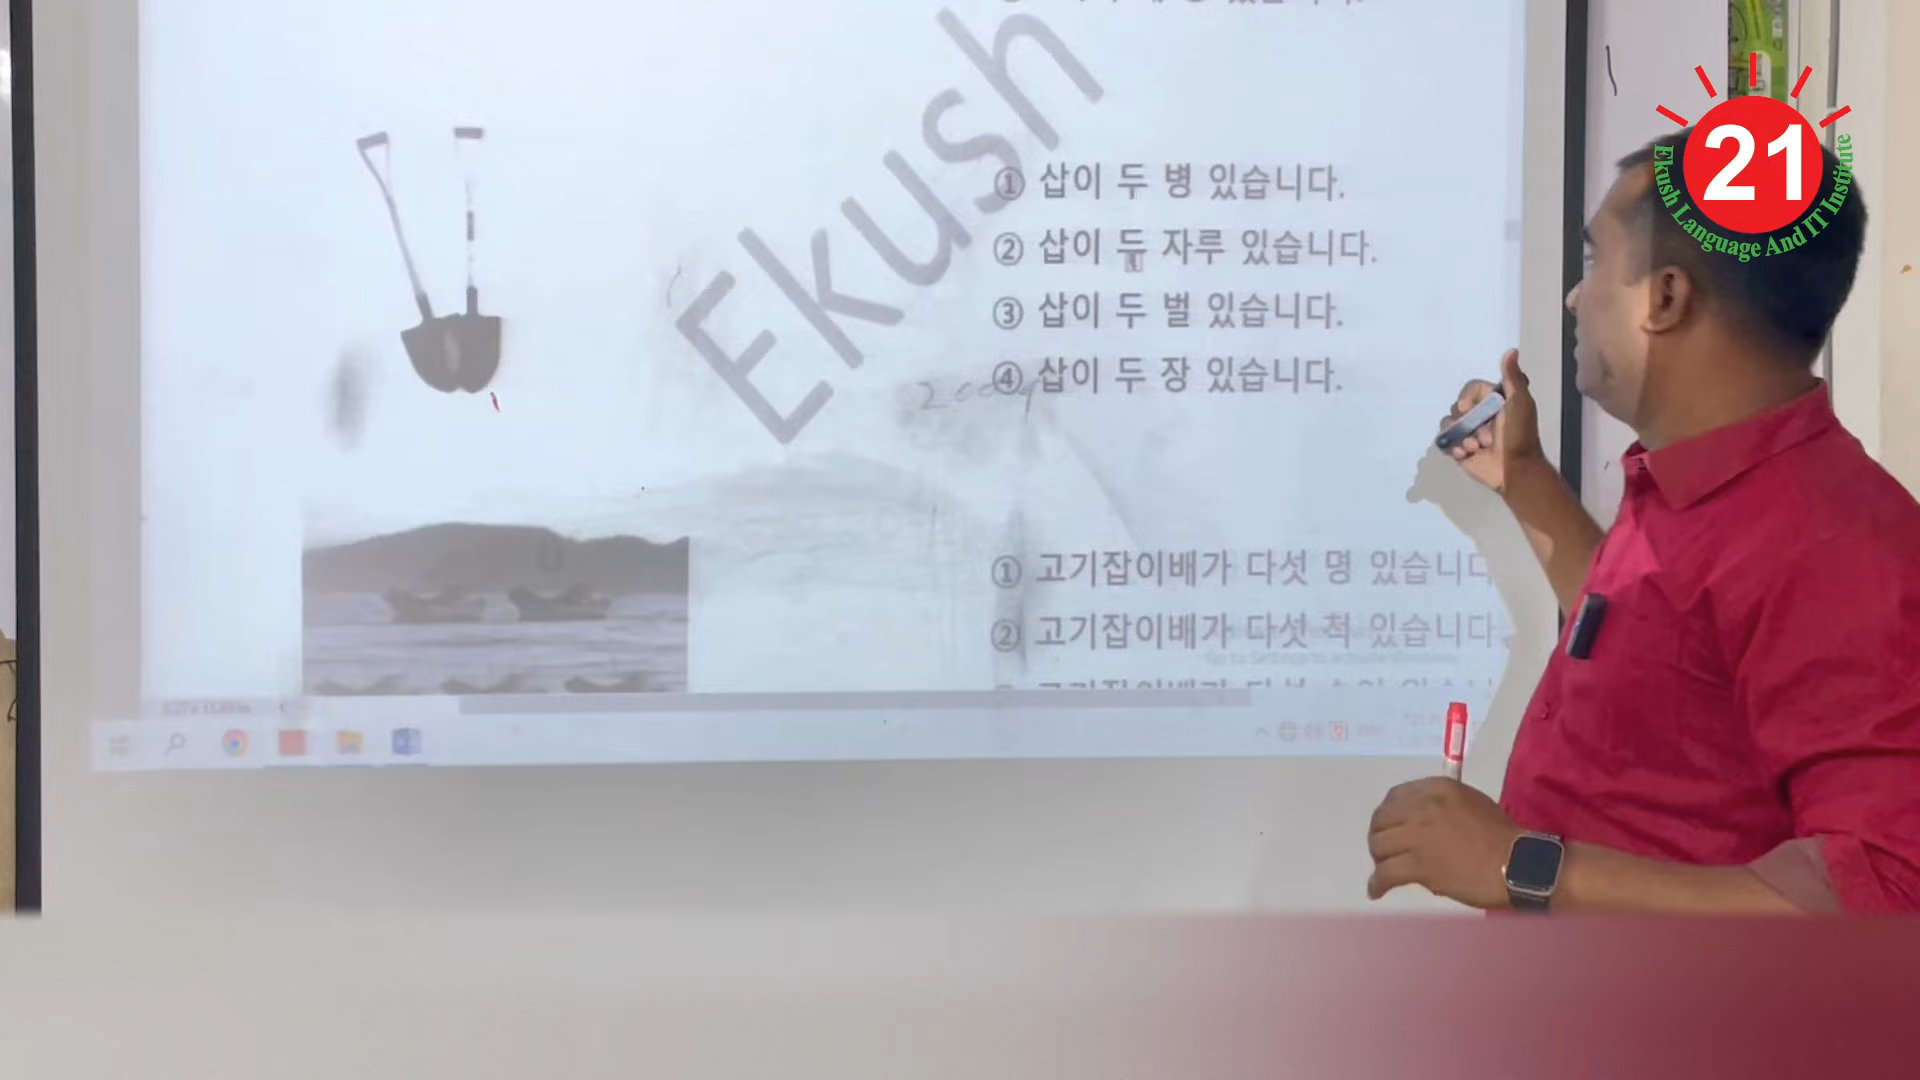 Ekush
① 삽이 두 병 있습니다.
② 삽이 두 자루 있습니다.
③ 삽이 두 벌 있습니다.
④ 삽이 두 장 있습니다.
① 고기잡이배가 다섯 명 있습니다
② 고기잡이배가 다섯 척 있습니다.
21
Ekush Language And IT Institute